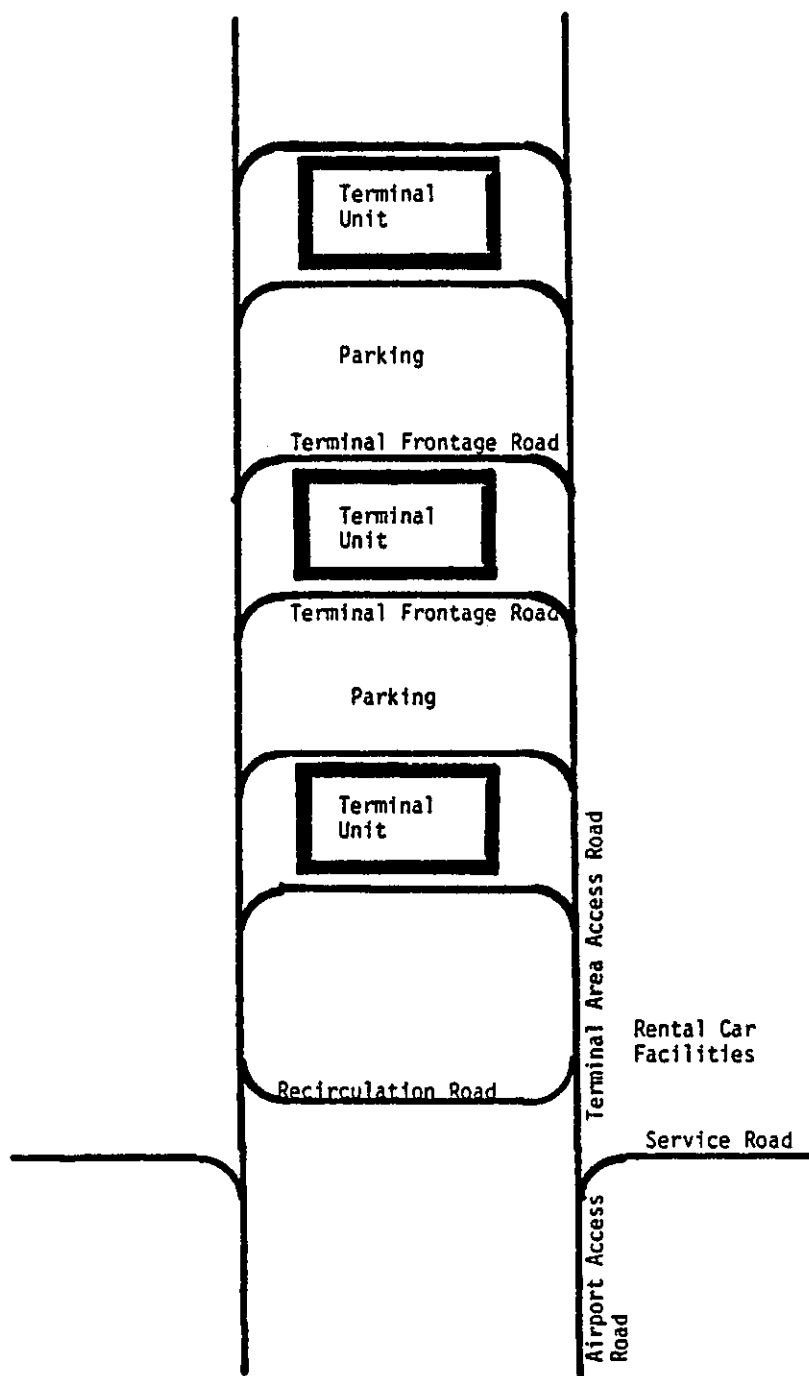 Terminal
Unit
Parking
Terminal Frontage Road
Terminal
Unit
Terminal Frontage Road
Parking
Terminal
Unit
Terminal Area Access Road
Rental Car
Facilities
Recirculation Road
Service Road
Airport Access
Road